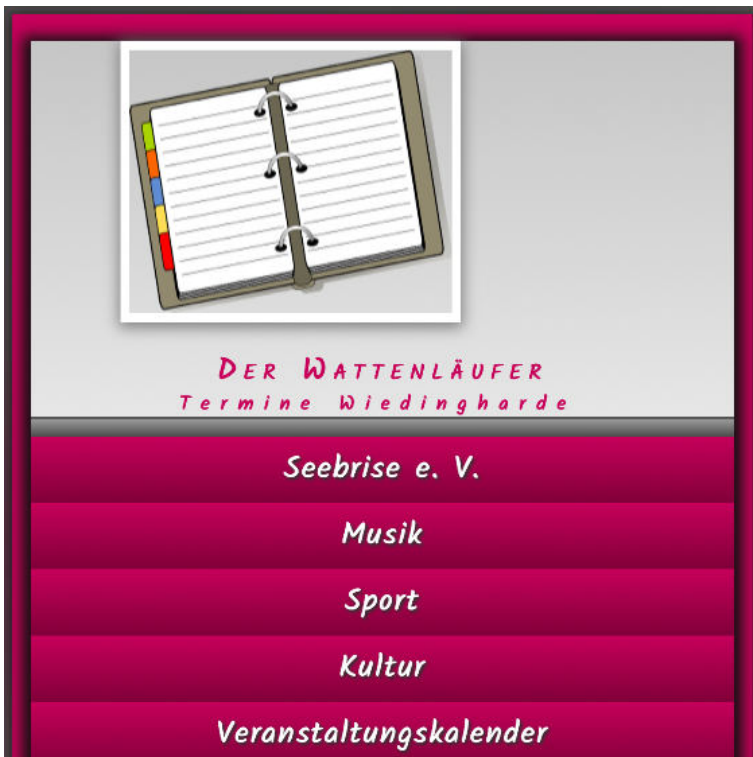 Der Wattenläufer
Termine Wiedingharde
Seebrise e. V.
Musik
Sport
Kultur
Veranstaltungskalender